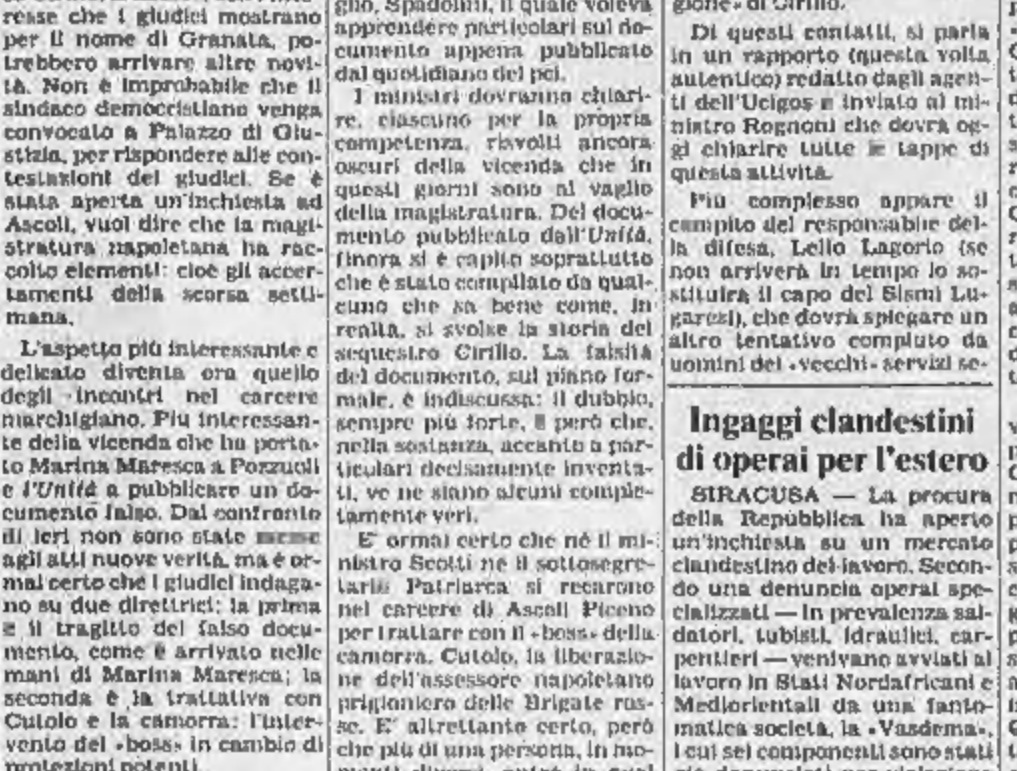 resse che i giudici mostrano
per il nome di Granata, po-
trebbero arrivare altre novi-
tà. Non è improbabile che il
sindaco democristiano venga
convocato a Palazzo di Giu-
stizia, per rispondere alle con-
testazioni dei giudici. Se è
stata aperta un'inchiesta ad
Ascoli, vuol dire che la magi-
stratura napoletana ha rac-
colto elementi: cioè gli accer-
tamenti della scorsa setti-
mana.
L'aspetto più interessante e
delicato diventa ora quello
degli incontri nel carcere
marchigiano. Più interessan-
te della vicenda che ha porta-
to Marina Maresca a Pozzuoli
e l'Unità a pubblicare un do-
cumento falso. Dal confronto
di ieri non sono state messe
agli atti nuove verità, ma è or-
mai certo che i giudici indaga-
no su due direttrici: la prima
è il tragitto del falso docu-
mento, come è arrivato nelle
mani di Marina Maresca; la
seconda è la trattativa con
Cutolo e la camorra: l'inter-
vento del «boss» in cambio di
protezioni potenti.
glio, Spadolini, il quale voleva
apprendere particolari sul do-
cumento appena pubblicato
dal quotidiano del pci.
I ministri dovranno chiari-
re, ciascuno per la propria
competenza, risvolti ancora
oscuri della vicenda che in
questi giorni sono al vaglio
della magistratura. Del docu-
mento pubblicato dall'Unità,
finora si è capito soprattutto
che è stato compilato da qual-
cuno che sa bene come, in
realtà, si svolse la storia del
sequestro Cirillo. La falsità
del documento, sul piano for-
male, è indiscussa: il dubbio,
sempre più forte, è però che,
nella sostanza, accanto a par-
ticolari decisamente inventa-
ti, ve ne siano alcuni comple-
tamente veri.
E' ormai certo che né il mi-
nistro Scotti né il sottosegre-
tario Patriarca si recarono
nel carcere di Ascoli Piceno
per trattare con il «boss» della
camorra, Cutolo, la liberazio-
ne dell'assessore napoletano
prigioniero delle Brigate ros-
se. E' altrettanto certo, però
che più di una persona, in mo-
gione» di Cirillo.
Di questi contatti, si parla
in un rapporto (questa volta
autentico) redatto dagli agen-
ti dell'Ucigos e inviato al mi-
nistro Rognoni che dovrà og-
gi chiarire tutte le tappe di
questa attività.
Più complesso appare il
compito del responsabile del-
la difesa, Lelio Lagorio (se
non arriverà in tempo lo so-
stituirà il capo del Sismi Lu-
garesi), che dovrà spiegare un
altro tentativo compiuto da
uomini dei «vecchi» servizi se-
Ingaggi clandestini
di operai per l'estero
SIRACUSA — La procura
della Repubblica ha aperto
un'inchiesta su un mercato
clandestino del lavoro. Secon-
do una denuncia operai spe-
cializzati — in prevalenza sal-
datori, tubisti, idraulici, car-
pentieri — venivano avviati al
lavoro in Stati Nordafricani e
Mediorientali da una fanto-
matica società, la «Vasdema»,
i cui sei componenti sono stati